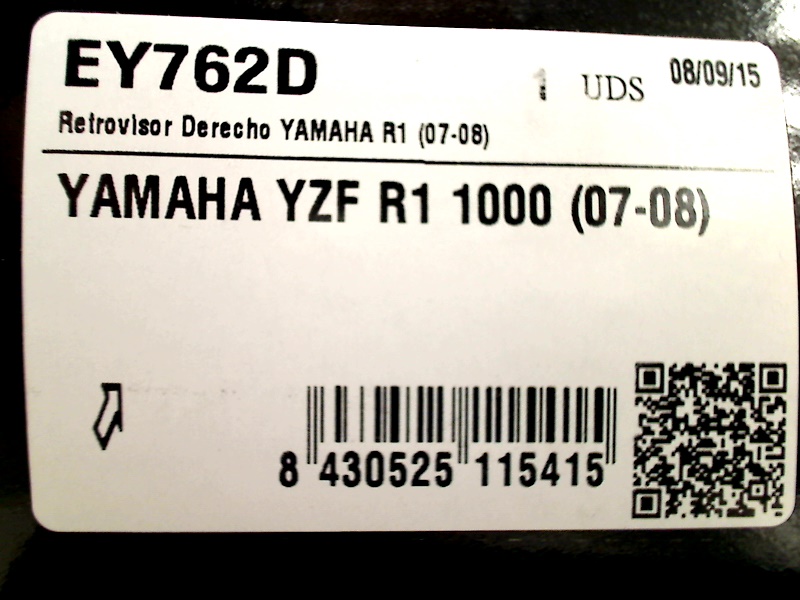 EY762D 1 UDS 08/09/15
Retrovisor Derecho YAMAHA R1 (07-08)
YAMAHA YZF R1 1000 (07-08)
8 430525 115415